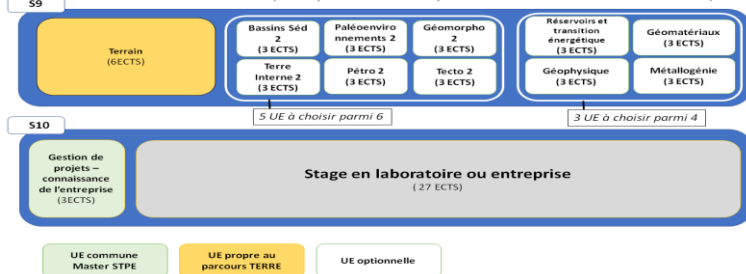 S9
Terrain
(6ECTS)
Bassins Séd
2
(3 ECTS)
Paléoenviro
nnements 2
(3 ECTS)
Géomorpho
2
(3 ECTS)
Terre
Interne 2
(3 ECTS)
Pétro 2
(3 ECTS)
Tecto 2
(3 ECTS)
Réservoirs et
transition
énergétique
(3 ECTS)
Géomatériaux
(3 ECTS)
Géophysique
(3 ECTS)
Métallogénie
(3 ECTS)
5 UE à choisir parmi 6
3 UE à choisir parmi 4
S10
Gestion de
projets –
connaissance
de l'entreprise
(3ECTS)
Stage en laboratoire ou entreprise
( 27 ECTS)
UE commune
Master STPE
UE propre au
parcours TERRE
UE optionnelle